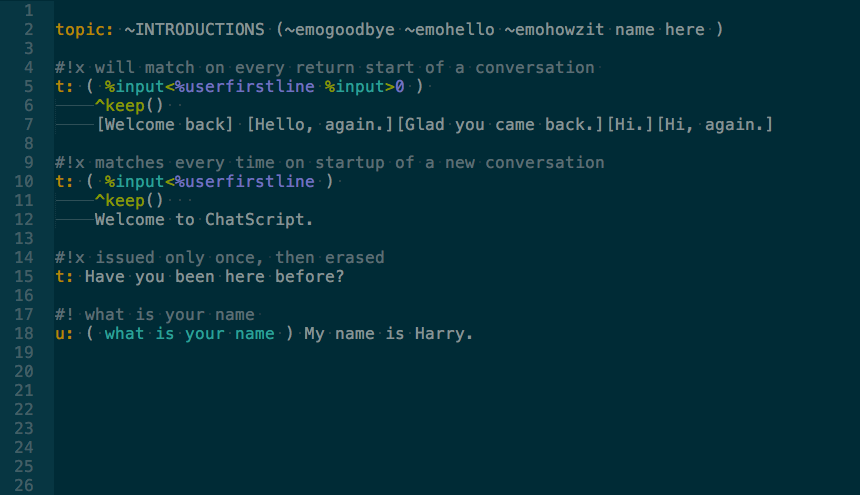 1
2 topic: ~INTRODUCTIONS (~emogoodbye ~emohello ~emohowzit name here )
3
4 #!x will match on every return start of a conversation
5 t: ( %input<%userfirstline %input>0 )
6 ^keep()
7 [Welcome back] [Hello, again.][Glad you came back.][Hi.][Hi, again.]
8
9 #!x matches every time on startup of a new conversation
10 t: ( %input<%userfirstline )
11 ^keep()
12 Welcome to ChatScript.
13
14 #!x issued only once, then erased
15 t: Have you been here before?
16
17 #! what is your name
18 u: ( what is your name ) My name is Harry.
19
20
21
22
23
24
25
26